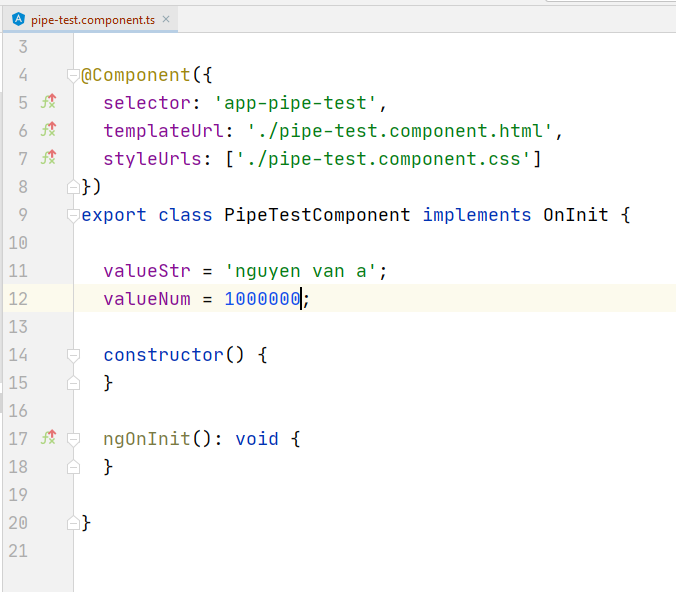 pipe-test.component.ts
3
4 @Component({
5   selector: 'app-pipe-test',
6   templateUrl: './pipe-test.component.html',
7   styleUrls: ['./pipe-test.component.css']
8 })
9 export class PipeTestComponent implements OnInit {
10
11   valueStr = 'nguyen van a';
12   valueNum = 1000000;
13
14   constructor() {
15   }
16
17   ngOnInit(): void {
18   }
19
20 }
21